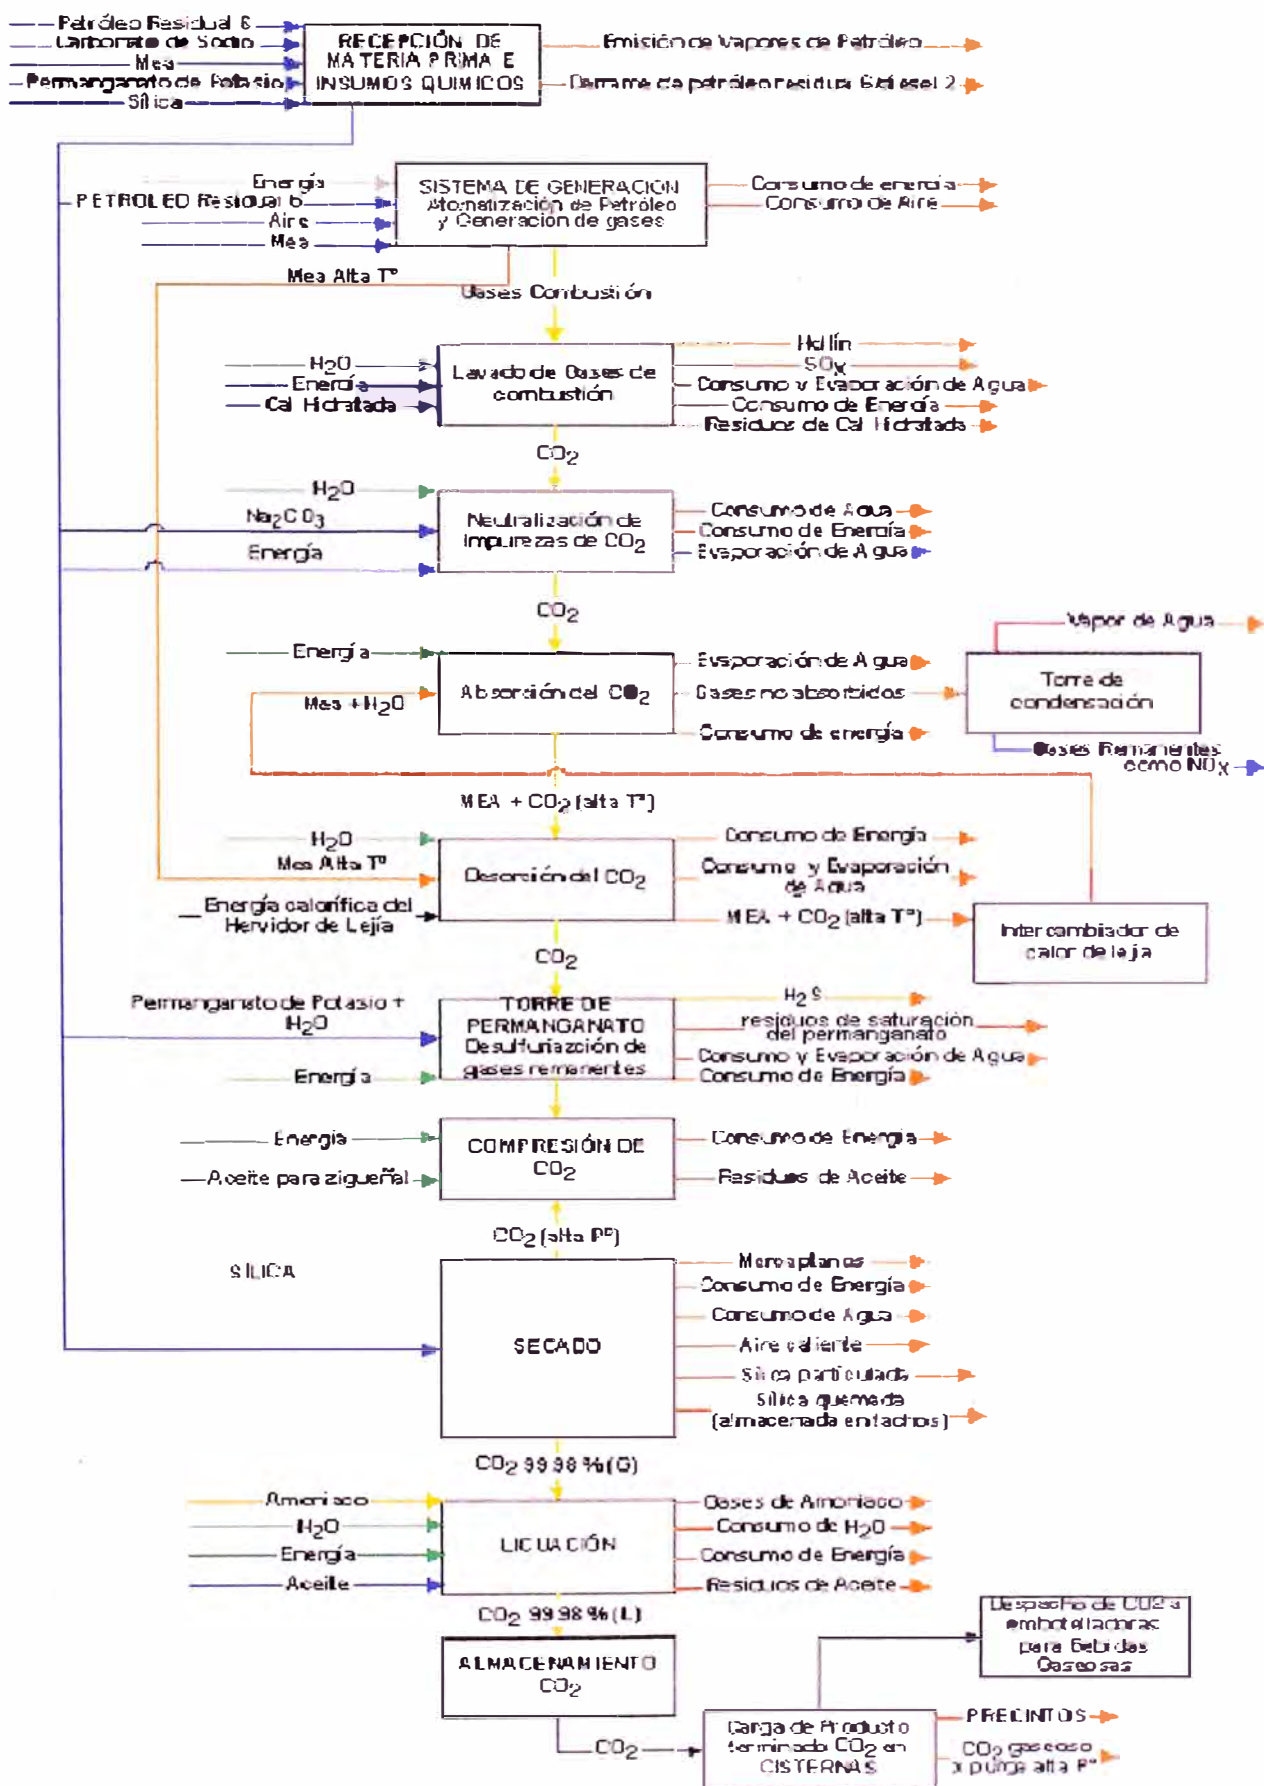 Petróleo Residual 6
Carbonato de Sodio
Mea
Permanganato de Potasio
Sílica
RECEPCIÓN DE
MATERIA PRIMA E
INSUMOS QUIMICOS
Emisión de Vapores de Petróleo
Derrame de petróleo residual 6/diesel 2
Energía
PETROLEO Residual 6
Aire
Mea
SISTEMA DE GENERACIÓN
Atomatización de Petróleo
y Generación de gases
Consumo de energía
Consumo de Aire
Mea Alta Tº
Gases Combustión
H2O
Energía
Cal Hidratada
Lavado de Gases de
combustión
Hollín
SOX
Consumo y Evaporación de Agua
Consumo de Energía
Residuos de Cal Hidratada
CO2
H2O
Na2CO3
Energía
Neutralización de
Impurezas de CO2
Consumo de Agua
Consumo de Energía
Evaporación de Agua
CO2
Energía
Mea + H2O
Absorción del CO2
Evaporación de Agua
Gases no absorbidos
Consumo de energía
Vapor de Agua
Torre de
condensación
Gases Remanentes
como NOX
MEA + CO2 (alta Tº)
H2O
Mea Alta Tº
Energía calorífica del
Hervidor de Lejía
Desorción del CO2
Consumo de Energía
Consumo y Evaporación
de Agua
MEA + CO2 (alta Tº)
Intercambiador de
calor de lejia
CO2
Permanganato de Potasio +
H2O
Energía
TORRE DE
PERMANGANATO
Desulfuriazción de
gases remanentes
H2S
residuos de saturación
del permanganato
Consumo y Evaporación de Agua
Consumo de Energía
Energía
Aceite para zigueñal
COMPRESIÓN DE
CO2
Consumo de Energía
Residuos de Aceite
CO2 (alta Pº)
SÍLICA
SECADO
Mercaptanos
Consumo de Energía
Consumo de Agua
Aire caliente
Sílica particulada
Sílica quemada
(almacenada en tachos)
CO2 99.98 % (G)
Amoniaco
H2O
Energía
Aceite
LICUACIÓN
Gases de Amoniaco
Consumo de H2O
Consumo de Energía
Residuos de Aceite
CO2 99.98 % (L)
ALMACENAMIENTO
CO2
Despacho de CO2 a
embotelladoras
para Bebidas
Gaseosas
CO2
Carga de Producto
terminado CO2 en
CISTERNAS
PRECINTOS
CO2 gaseoso
x purga alta Pº